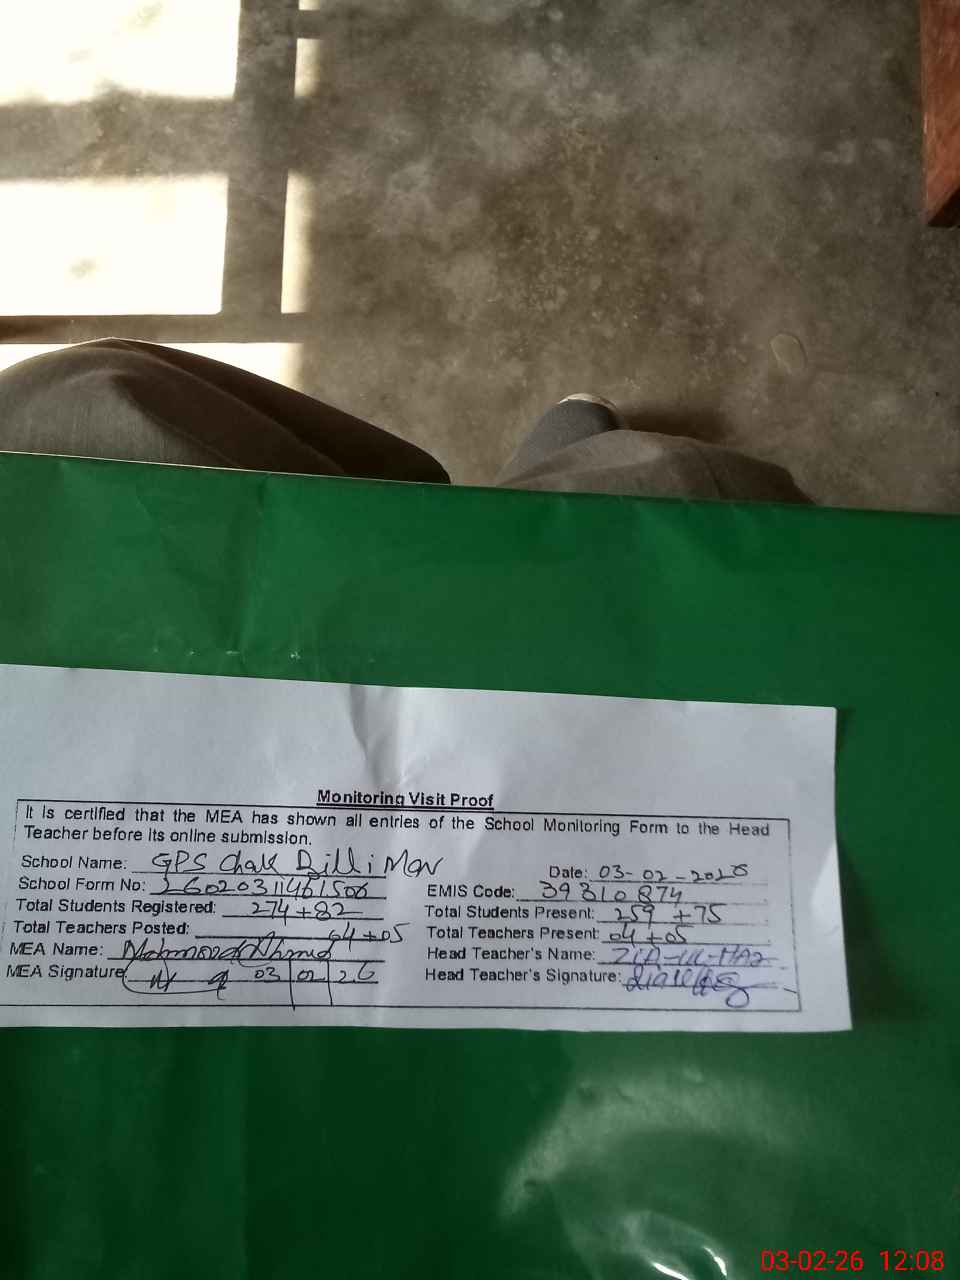 Monitoring Visit Proof
It is certified that the MEA has shown all entries of the School Monitoring Form to the Head
Teacher before its online submission.
School Name: GPS Chak Dilli Mon
Date: 03-02-2026
School Form No:
EMIS Code: 39310874
Total Students Registered: 274+82
Total Students Present: 259+75
Total Teachers Posted: 04+05
Total Teachers Present: 04+05
MEA Name: Mahmood Ahmed
Head Teacher's Name: ZIA-UL-HAQ
MEA Signature: 03 02 26
Head Teacher's Signature:
03-02-26 12:08